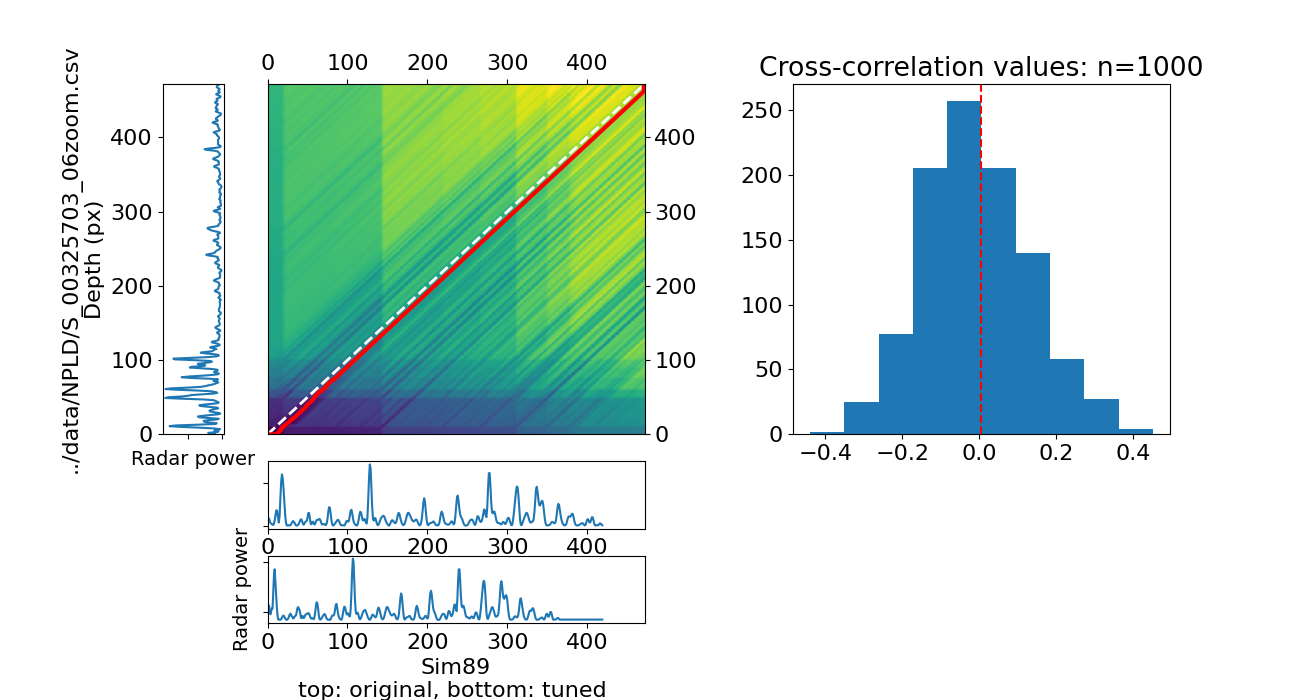 ../data/NPLD/S_00325703_06zoom.csv
Depth (px)
0 100 200 300 400
400
300
200
100
0
Radar power
400
300
200
100
0
0 100 200 300 400
Radar power
0 100 200 300 400
Sim89
top: original, bottom: tuned
Cross-correlation values: n=1000
250
200
150
100
50
0
−0.4 −0.2 0.0 0.2 0.4